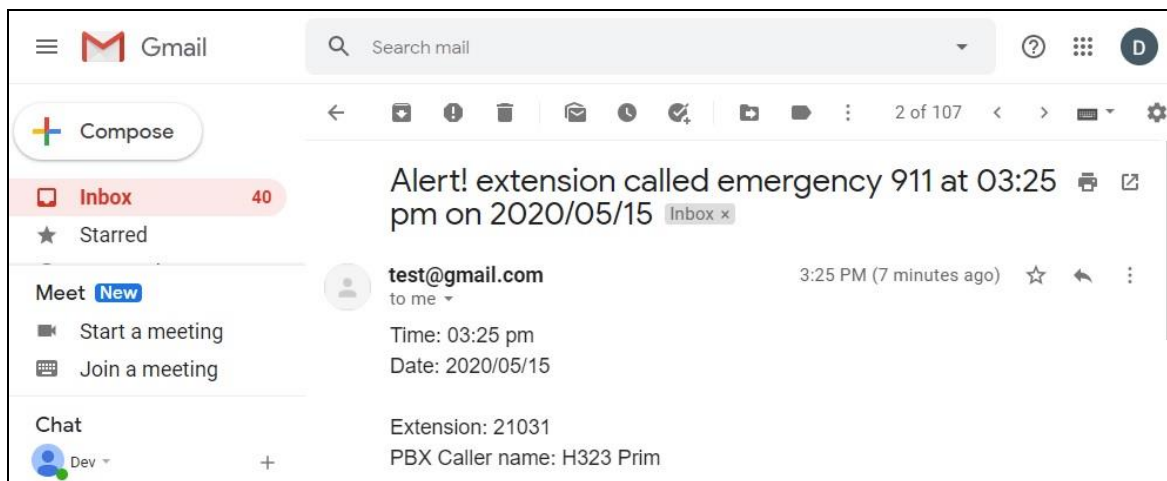 Gmail
Search mail
D
Compose
2 of 107
Inbox 40
Starred
Alert! extension called emergency 911 at 03:25
pm on 2020/05/15 Inbox ×
Meet New
Start a meeting
Join a meeting
test@gmail.com 3:25 PM (7 minutes ago)
to me
Time: 03:25 pm
Date: 2020/05/15
Chat
Dev
Extension: 21031
PBX Caller name: H323 Prim